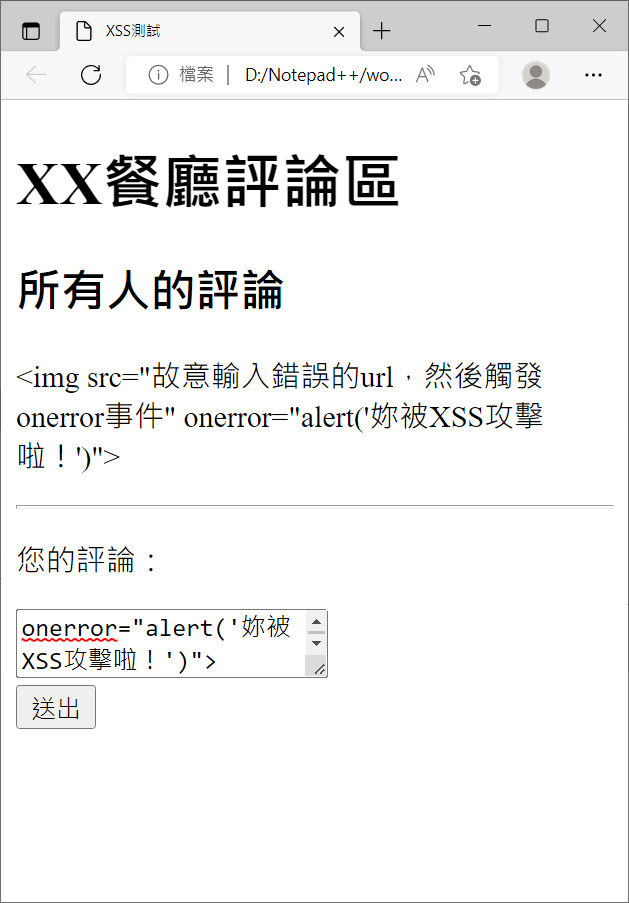 XSS測試
檔案
D:/Notepad++/wo...
XX餐廳評論區
所有人的評論
<img src="故意輸入錯誤的url，然後觸發
onerror事件" onerror="alert('妳被XSS攻擊
啦！')">
您的評論：
onerror="alert('妳被
XSS攻擊啦！')">
送出